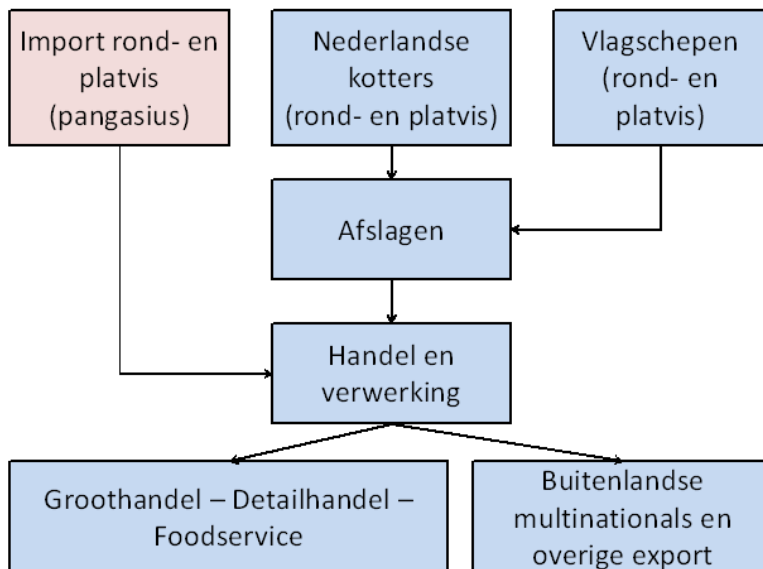 Import rond- en
platvis
(pangasius)
Nederlandse
kotters
(rond- en platvis)
Vlagschepen
(rond- en
platvis)
Afslagen
Handel en
verwerking
Groothandel – Detailhandel –
Foodservice
Buitenlandse
multinationals en
overige export